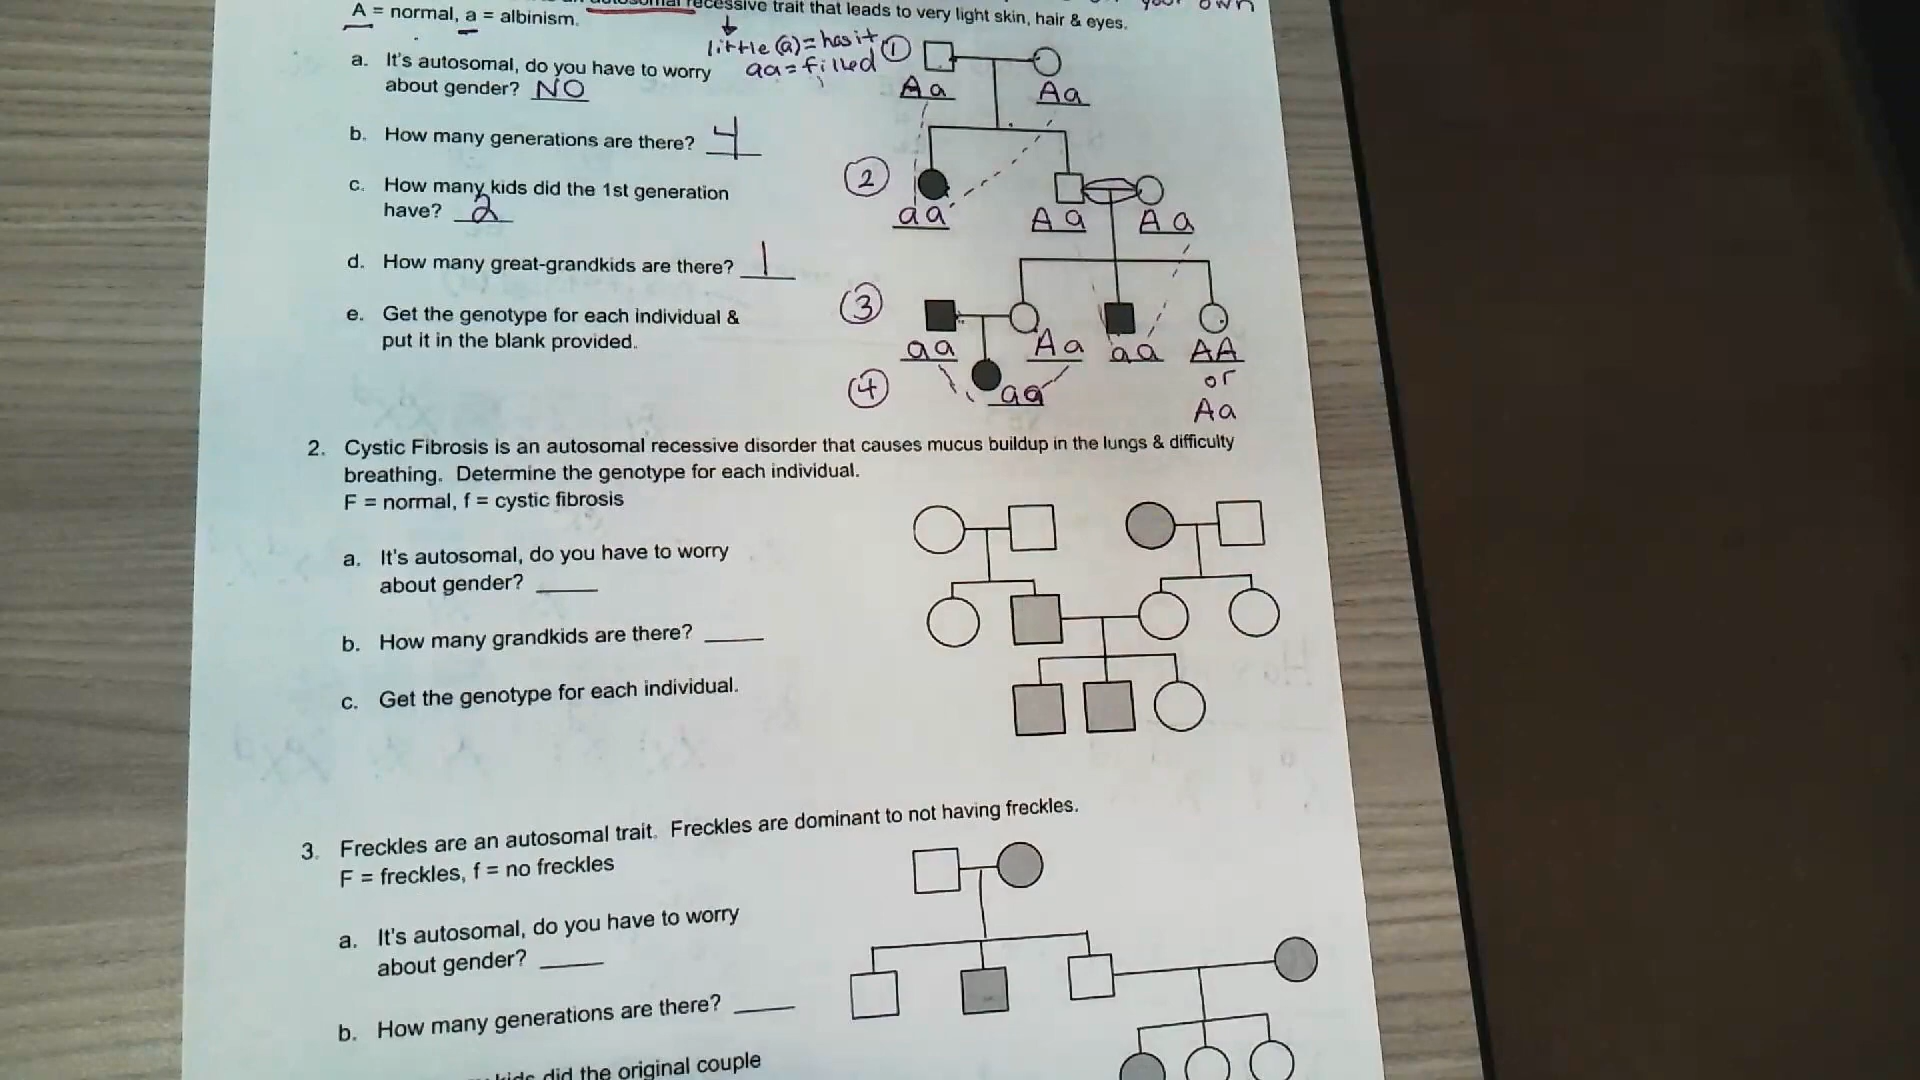 your own
autosomal recessive trait that leads to very light skin, hair & eyes.
A = normal, a = albinism.
little (a) = has it
aa = filled
a. It's autosomal, do you have to worry
about gender? NO
b. How many generations are there? 4
c. How many kids did the 1st generation
have? 2
d. How many great-grandkids are there? 1
e. Get the genotype for each individual &
put it in the blank provided.
1
Aa Aa
2
aa Aa Aa
3
aa Aa aa AA
or
Aa
4
aa
2. Cystic Fibrosis is an autosomal recessive disorder that causes mucus buildup in the lungs & difficulty
breathing. Determine the genotype for each individual.
F = normal, f = cystic fibrosis
a. It's autosomal, do you have to worry
about gender?
b. How many grandkids are there?
c. Get the genotype for each individual.
3. Freckles are an autosomal trait. Freckles are dominant to not having freckles.
F = freckles, f = no freckles
a. It's autosomal, do you have to worry
about gender?
b. How many generations are there?
kids did the original couple